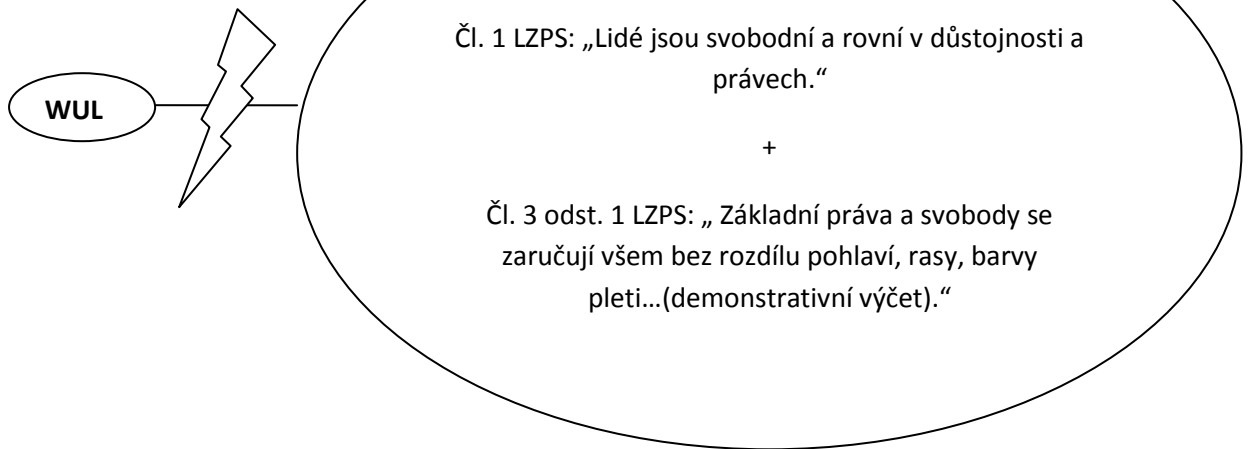 Čl. 1 LZPS: „Lidé jsou svobodní a rovní v důstojnosti a
právech.“
WUL
+
Čl. 3 odst. 1 LZPS: „ Základní práva a svobody se
zaručují všem bez rozdílu pohlaví, rasy, barvy
pleti…(demonstrativní výčet).“